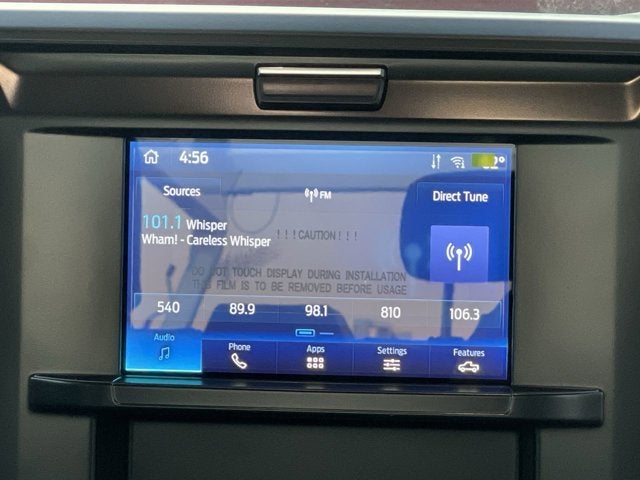 4:56
Sources
FM
Direct Tune
101.1 Whisper
Wham! - Careless Whisper
! ! ! CAUTION ! ! !
DO NOT TOUCH DISPLAY DURING INSTALLATION
THIS FILM IS TO BE REMOVED BEFORE USAGE
540 89.9 98.1 810 106.3
Audio Phone Apps Settings Features